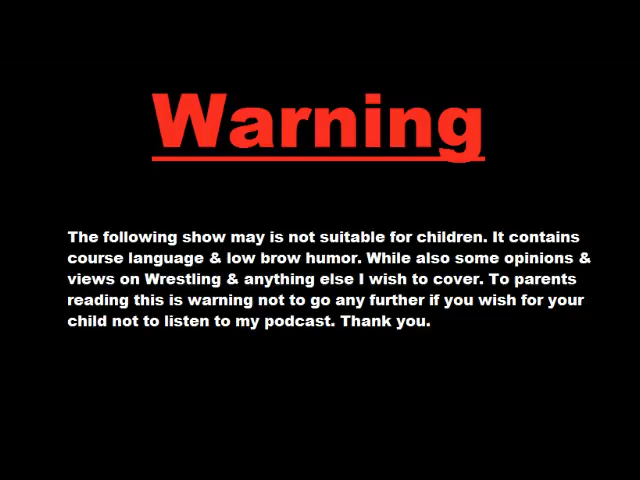 Warning
The following show may is not suitable for children. It contains
course language & low brow humor. While also some opinions &
views on Wrestling & anything else I wish to cover. To parents
reading this is warning not to go any further if you wish for your
child not to listen to my podcast. Thank you.